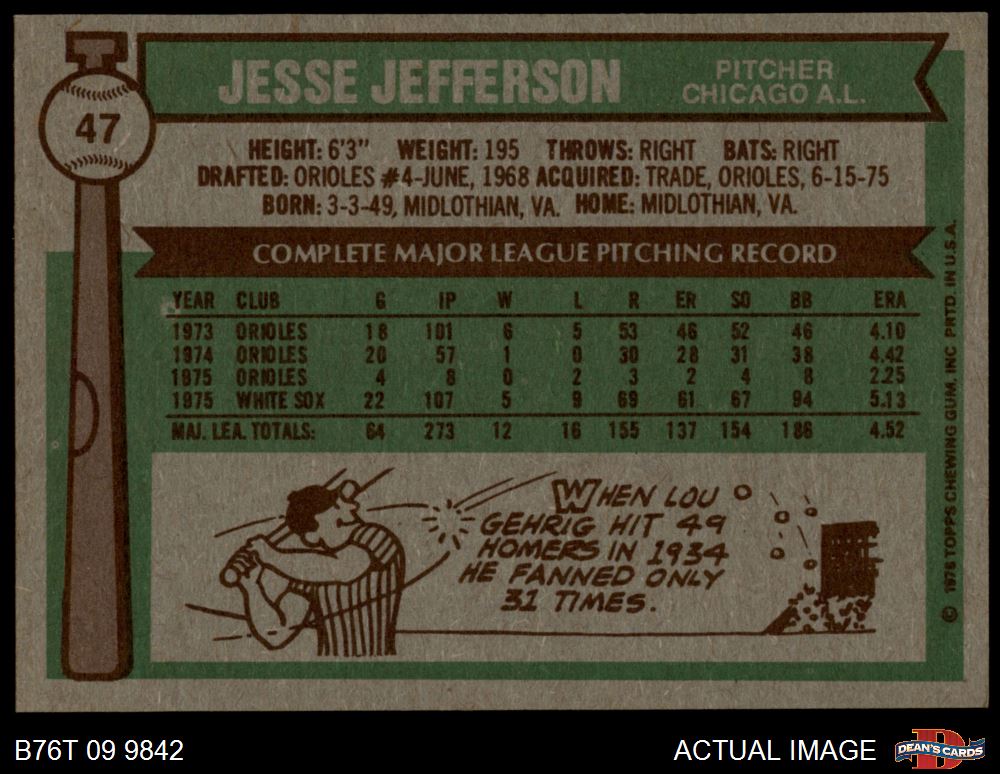 47
JESSE JEFFERSON
PITCHER
CHICAGO A.L.
HEIGHT: 6'3" WEIGHT: 195 THROWS: RIGHT BATS: RIGHT
DRAFTED: ORIOLES #4-JUNE, 1968 ACQUIRED: TRADE, ORIOLES, 6-15-75
BORN: 3-3-49, MIDLOTHIAN, VA. HOME: MIDLOTHIAN, VA.
COMPLETE MAJOR LEAGUE PITCHING RECORD
YEAR CLUB G IP W L R ER SO BB ERA
1973 ORIOLES 18 101 6 5 53 46 52 46 4.10
1974 ORIOLES 20 57 1 0 30 28 31 38 4.42
1975 ORIOLES 4 8 0 2 3 2 4 8 2.25
1975 WHITE SOX 22 107 5 9 69 61 67 94 5.13
MAJ. LEA. TOTALS: 64 273 12 16 155 137 154 186 4.52
WHEN LOU
GEHRIG HIT 49
HOMERS IN 1934
HE FANNED ONLY
31 TIMES.
© 1976 TOPPS CHEWING GUM, INC PRTD. IN U.S.A.
B76T 09 9842
ACTUAL IMAGE
D
DEAN'S CARDS